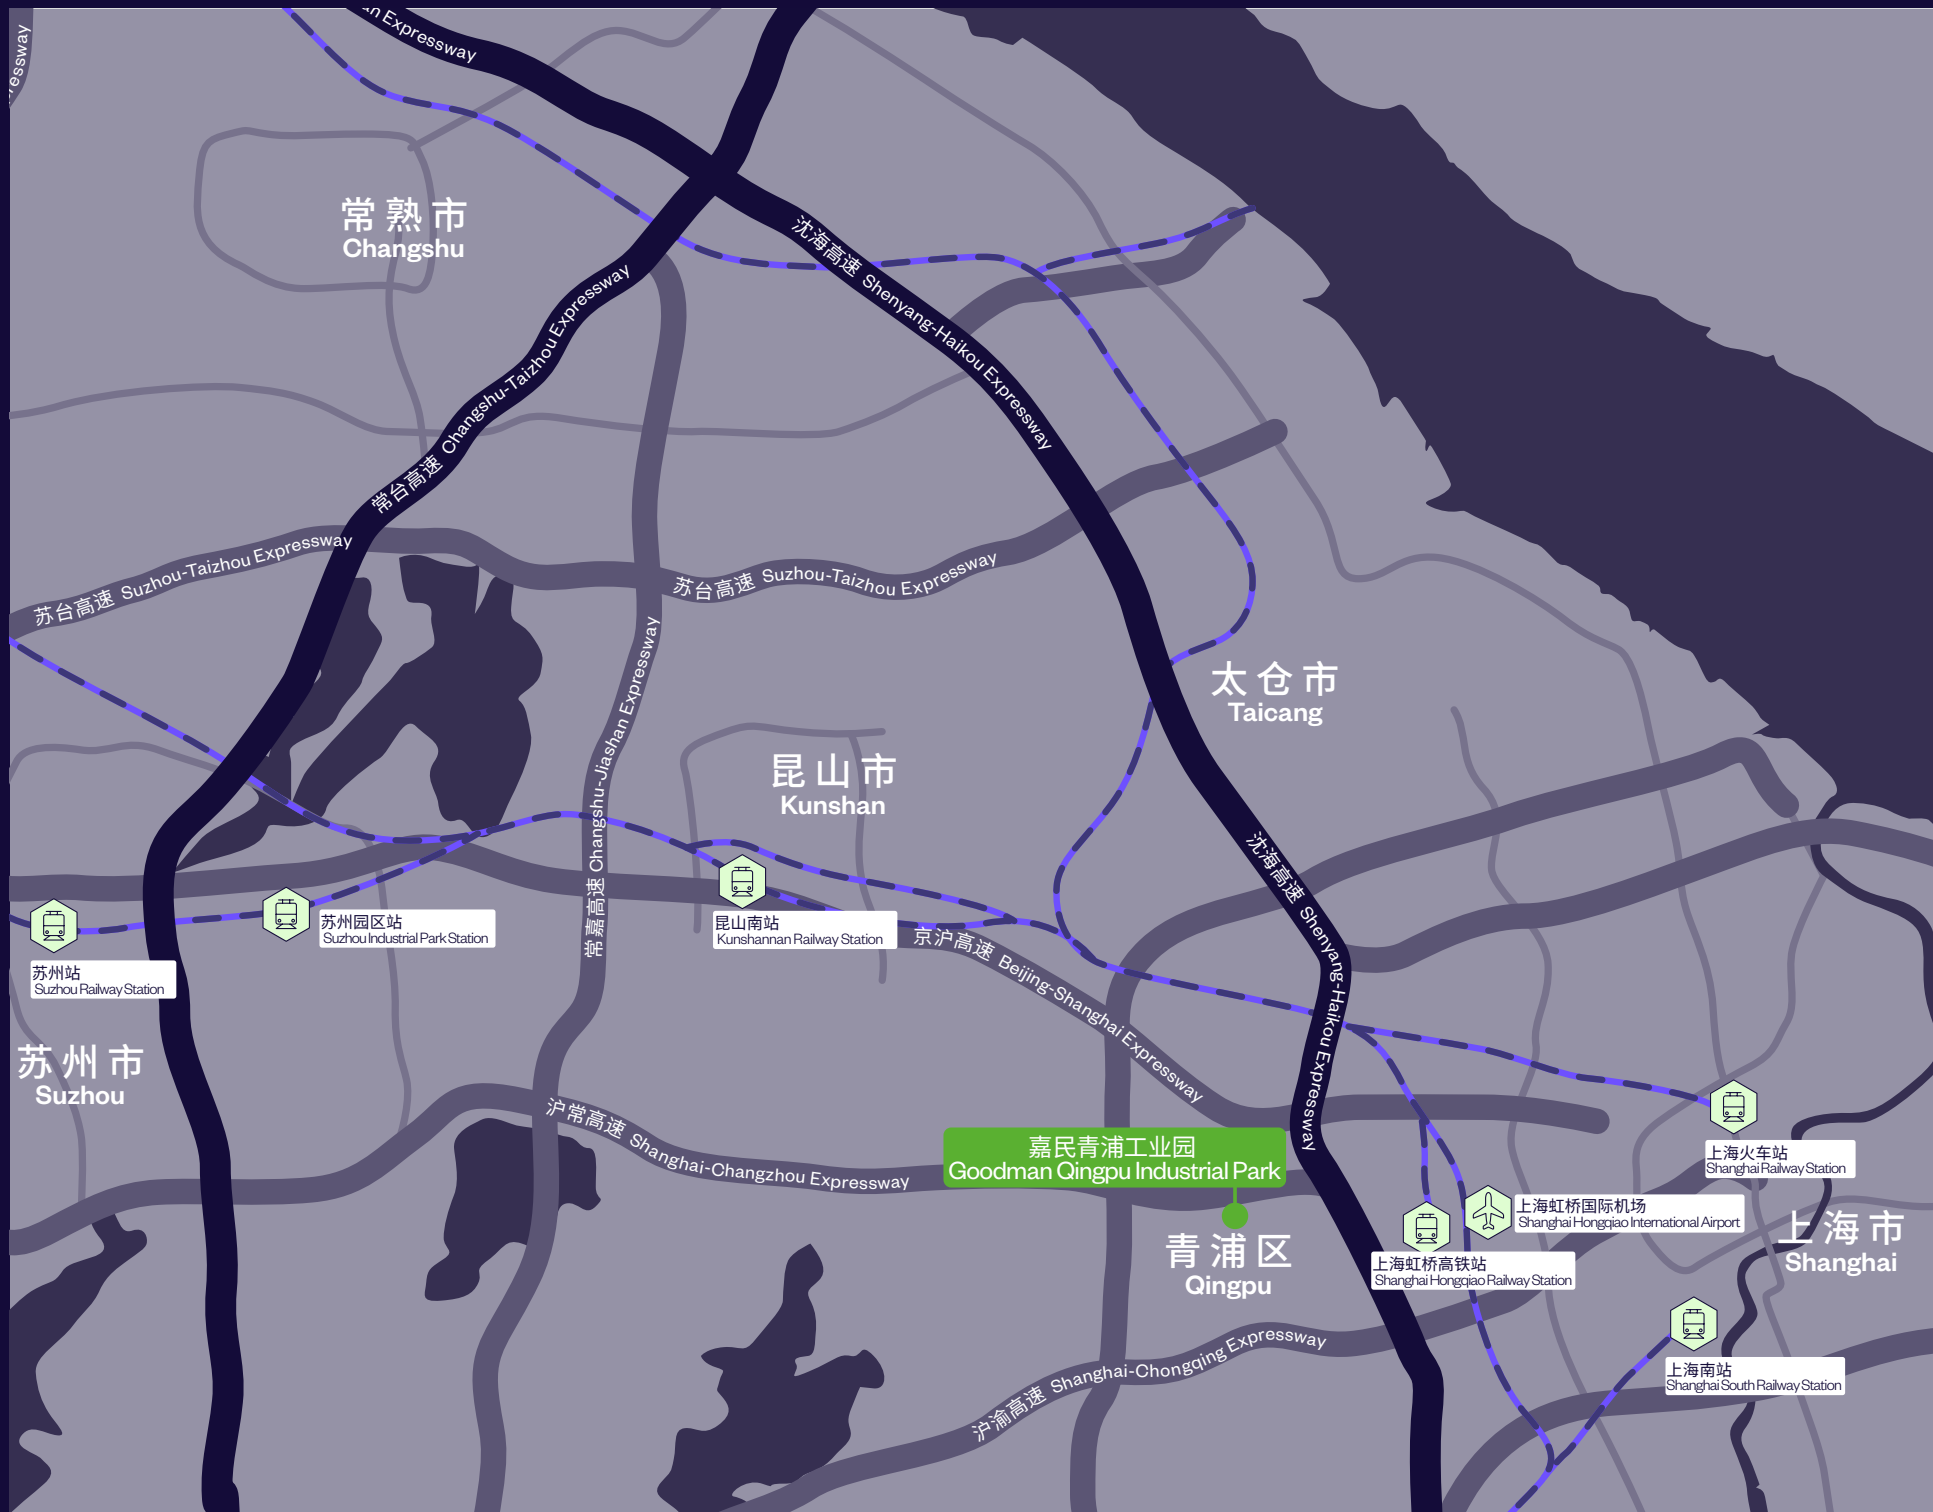 ressway
an Expressway
常熟市
Changshu
沈海高速 Shenyang-Haikou Expressway
常台高速 Changshu-Taizhou Expressway
苏台高速 Suzhou-Taizhou Expressway
苏台高速 Suzhou-Taizhou Expressway
常嘉高速 Changshu-Jiashan Expressway
太仓市
Taicang
昆山市
Kunshan
沈海高速 Shenyang-Haikou Expressway
苏州园区站
Suzhou Industrial Park Station
昆山南站
Kunshannan Railway Station
京沪高速 Beijing-Shanghai Expressway
苏州站
Suzhou Railway Station
苏州市
Suzhou
沪常高速 Shanghai-Changzhou Expressway
嘉民青浦工业园
Goodman Qingpu Industrial Park
上海火车站
Shanghai Railway Station
上海虹桥国际机场
Shanghai Hongqiao International Airport
上海市
Shanghai
青浦区
Qingpu
上海虹桥高铁站
Shanghai Hongqiao Railway Station
沪渝高速 Shanghai-Chongqing Expressway
上海南站
Shanghai South Railway Station